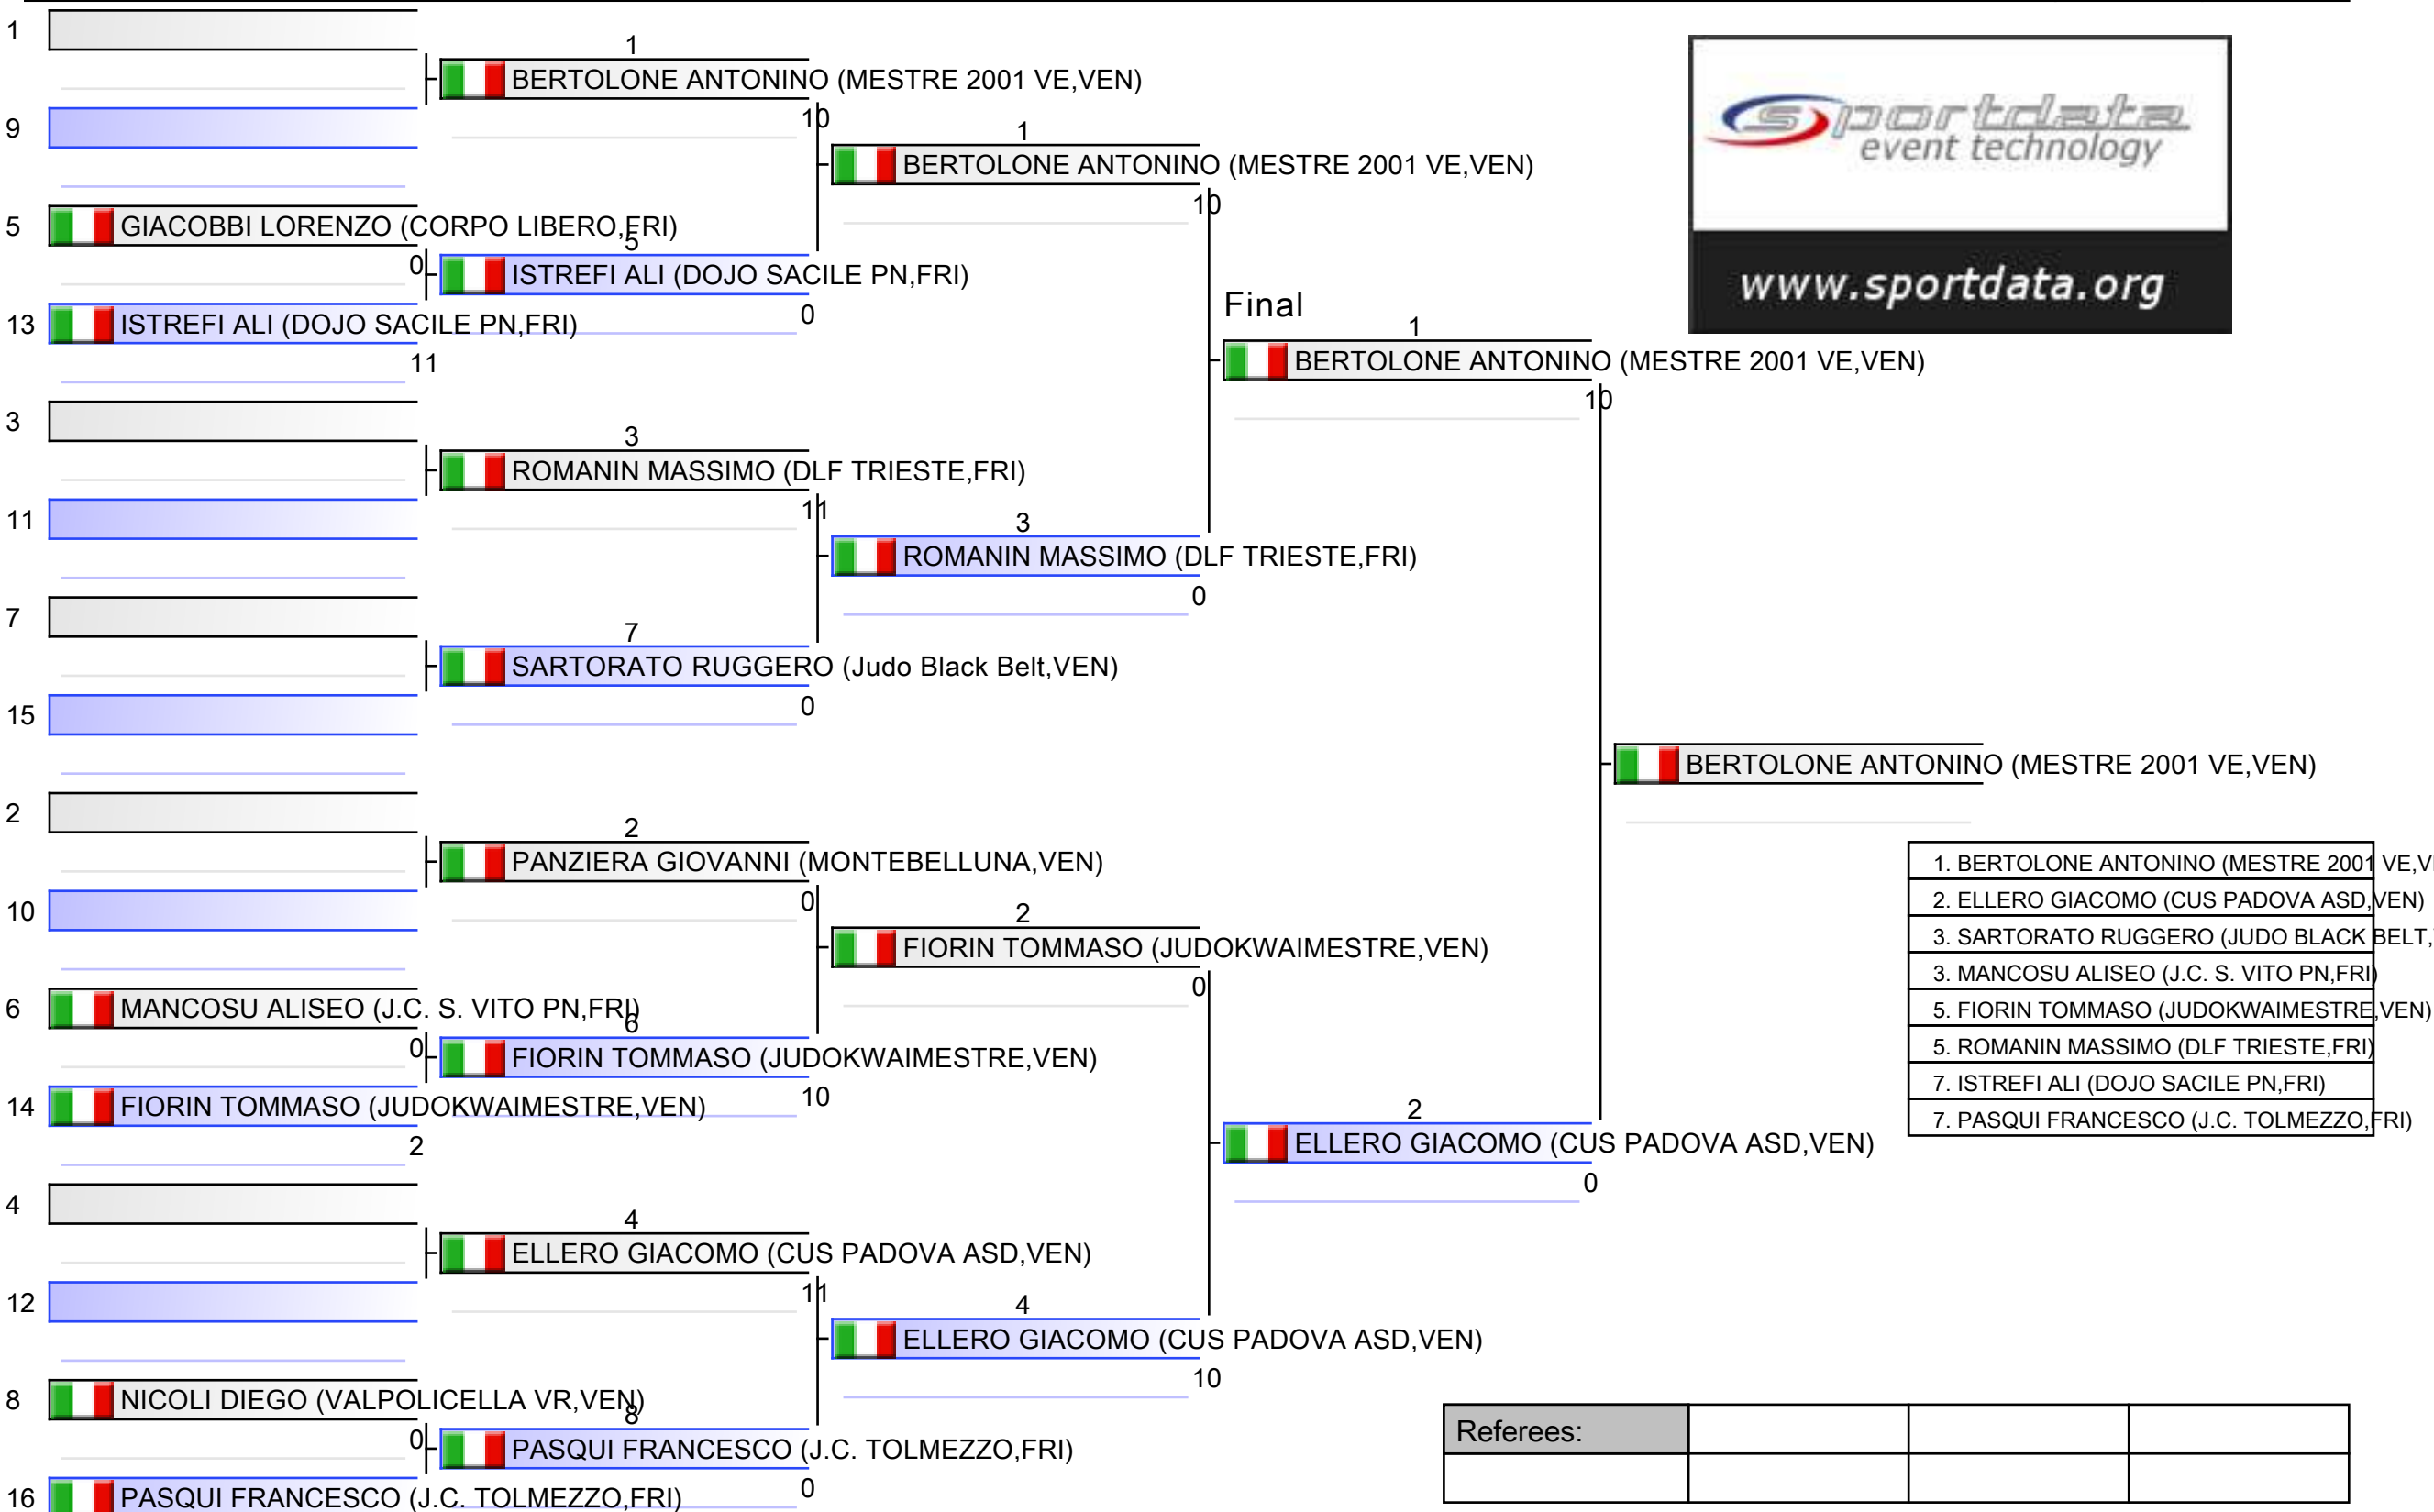 1
1
BERTOLONE ANTONINO (MESTRE 2001 VE,VEN)
9
10
1
BERTOLONE ANTONINO (MESTRE 2001 VE,VEN)
10
5
GIACOBBI LORENZO (CORPO LIBERO,FRI)
5
0
ISTREFI ALI (DOJO SACILE PN,FRI)
0
13
ISTREFI ALI (DOJO SACILE PN,FRI)
11
sportdata
event technology
www.sportdata.org
Final
1
BERTOLONE ANTONINO (MESTRE 2001 VE,VEN)
10
3
3
ROMANIN MASSIMO (DLF TRIESTE,FRI)
11
11
3
ROMANIN MASSIMO (DLF TRIESTE,FRI)
0
7
7
SARTORATO RUGGERO (Judo Black Belt,VEN)
0
15
BERTOLONE ANTONINO (MESTRE 2001 VE,VEN)
2
2
PANZIERA GIOVANNI (MONTEBELLUNA,VEN)
0
10
2
FIORIN TOMMASO (JUDOKWAIMESTRE,VEN)
0
6
MANCOSU ALISEO (J.C. S. VITO PN,FRI)
6
0
FIORIN TOMMASO (JUDOKWAIMESTRE,VEN)
10
14
FIORIN TOMMASO (JUDOKWAIMESTRE,VEN)
2
1. BERTOLONE ANTONINO (MESTRE 2001 VE,V
2. ELLERO GIACOMO (CUS PADOVA ASD,VEN)
3. SARTORATO RUGGERO (JUDO BLACK BELT,
3. MANCOSU ALISEO (J.C. S. VITO PN,FRI)
5. FIORIN TOMMASO (JUDOKWAIMESTRE,VEN)
5. ROMANIN MASSIMO (DLF TRIESTE,FRI)
7. ISTREFI ALI (DOJO SACILE PN,FRI)
7. PASQUI FRANCESCO (J.C. TOLMEZZO,FRI)
2
ELLERO GIACOMO (CUS PADOVA ASD,VEN)
0
4
4
ELLERO GIACOMO (CUS PADOVA ASD,VEN)
11
12
4
ELLERO GIACOMO (CUS PADOVA ASD,VEN)
10
8
NICOLI DIEGO (VALPOLICELLA VR,VEN)
8
0
PASQUI FRANCESCO (J.C. TOLMEZZO,FRI)
0
16
PASQUI FRANCESCO (J.C. TOLMEZZO,FRI)
Referees: